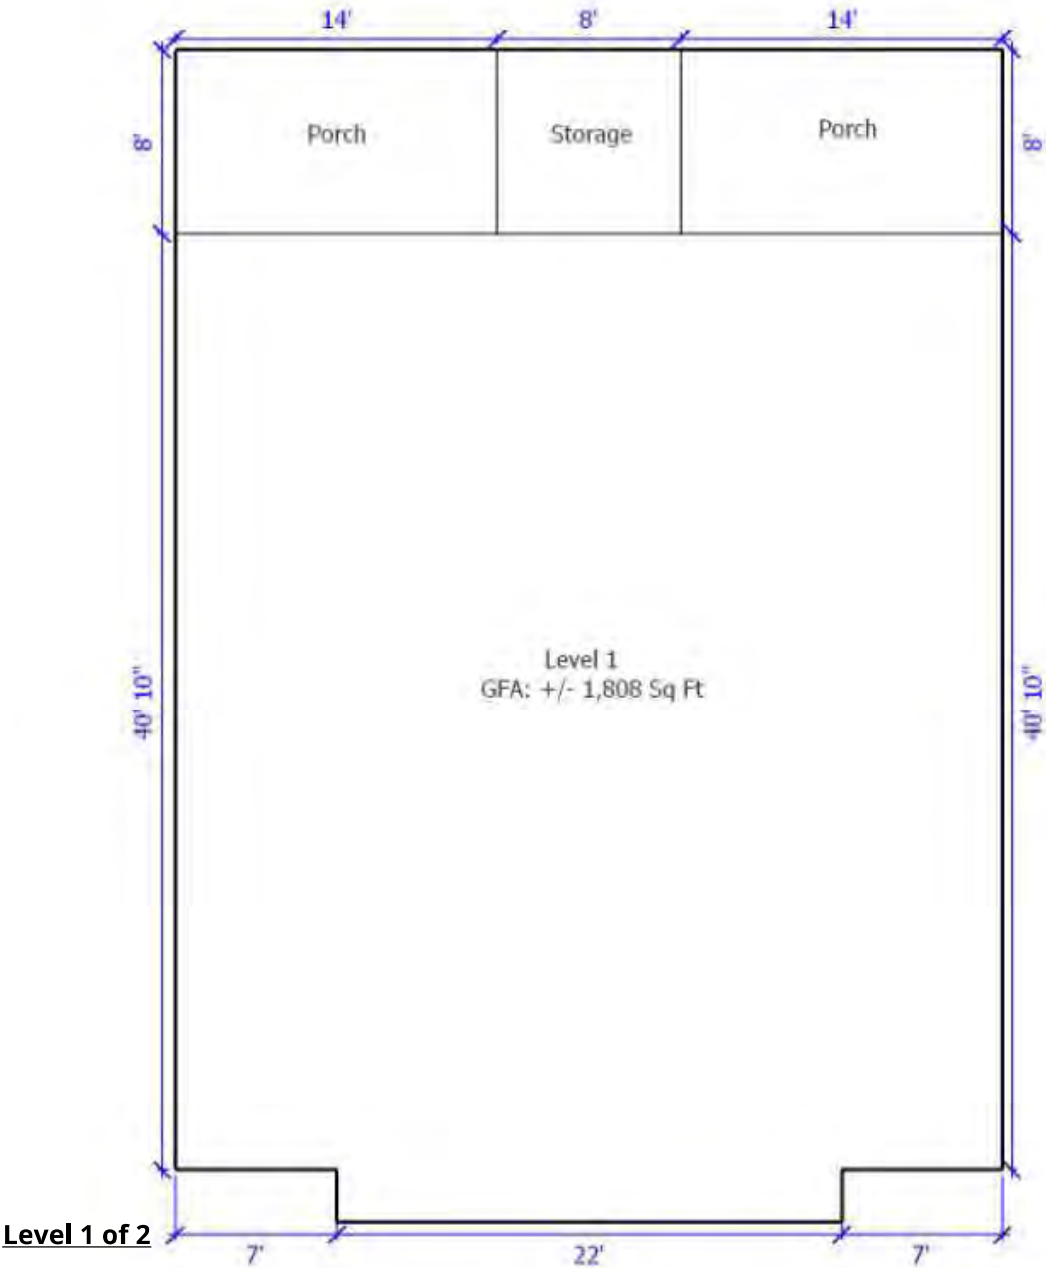 14' 8' 14'
8' Porch Storage Porch 8'
Level 1
GFA: +/- 1,808 Sq Ft
40' 10" 40' 10"
Level 1 of 2
7' 22' 7'